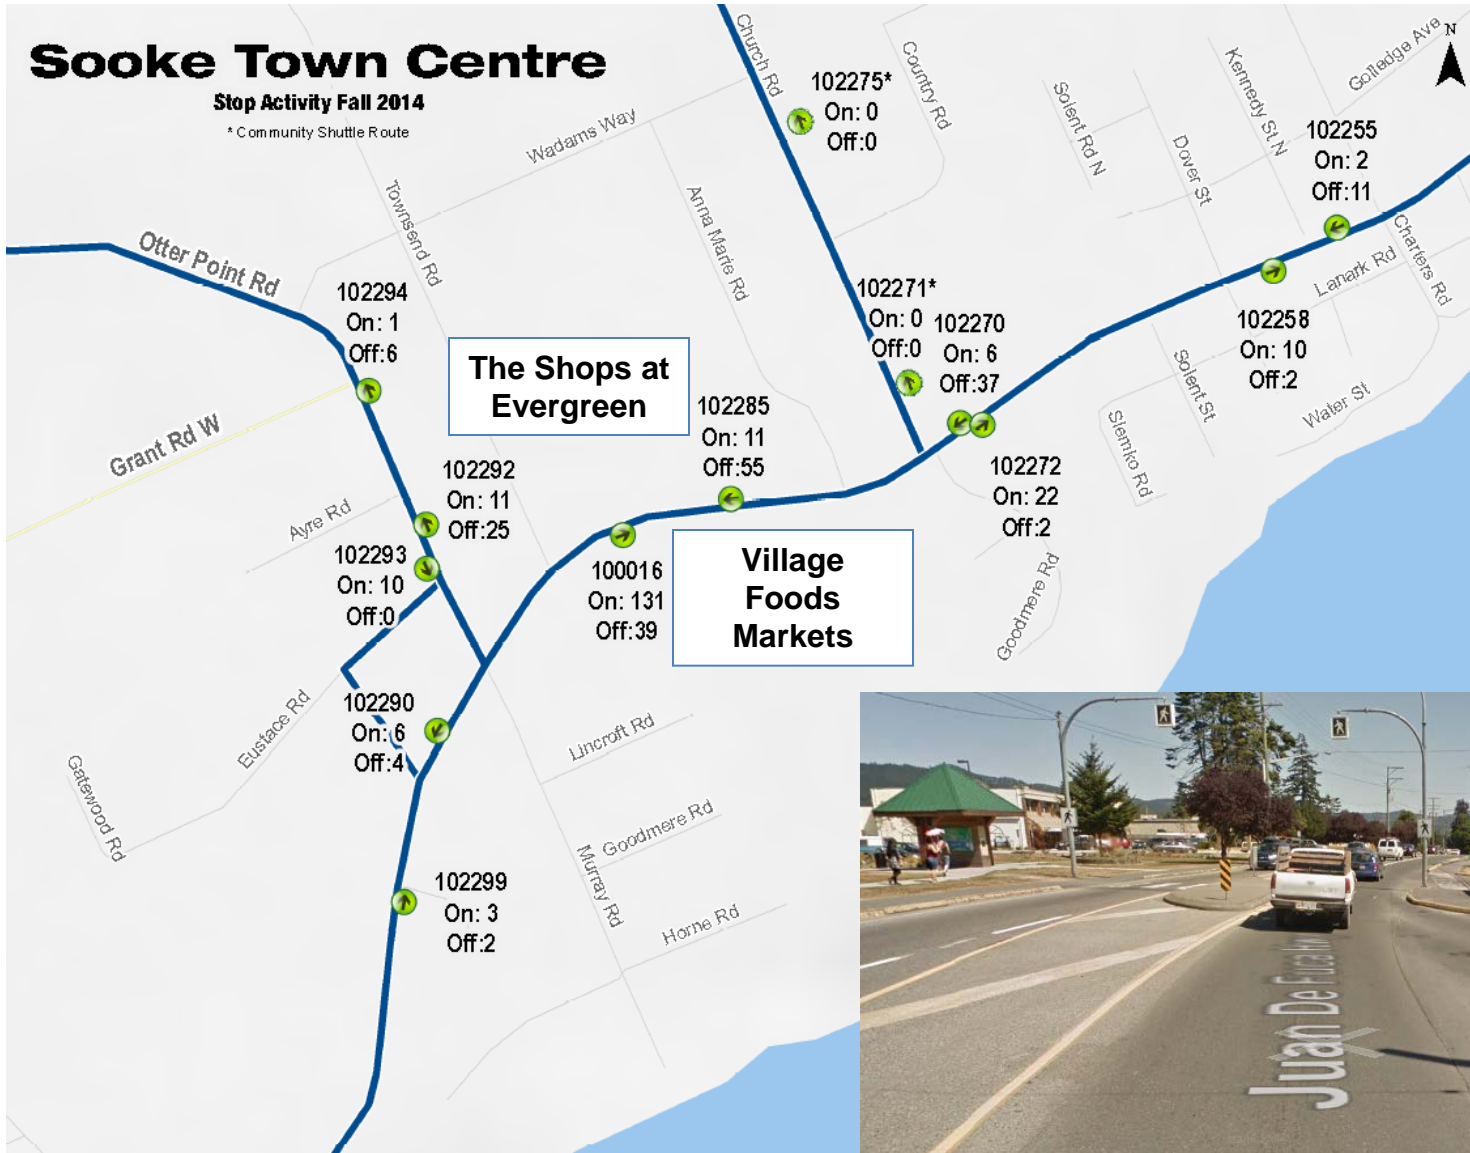 Sooke Town Centre
Stop Activity Fall 2014
* Community Shuttle Route
N
Church Rd
Country Rd
Golledge Ave
Kennedy St N
Solent Rd N
Dover St
102275*
On: 0
Off:0
102255
On: 2
Off:11
Wadams Way
Townsend Rd
Anna Marie Rd
Charters Rd
Lanark Rd
Otter Point Rd
102294
On: 1
Off:6
102271*
On: 0
Off:0
102270
On: 6
Off:37
102258
On: 10
Off:2
The Shops at
Evergreen
Solent St
Water St
Slemko Rd
Grant Rd W
102285
On: 11
Off:55
102292
On: 11
Off:25
102272
On: 22
Off:2
Ayre Rd
102293
On: 10
Off:0
100016
On: 131
Off:39
Village
Foods
Markets
Goodmere Rd
102290
On: 6
Off:4
Eustace Rd
Lincroft Rd
Gatewood Rd
Goodmere Rd
Murray Rd
102299
On: 3
Off:2
Horne Rd
Juan De Fuca Hwy